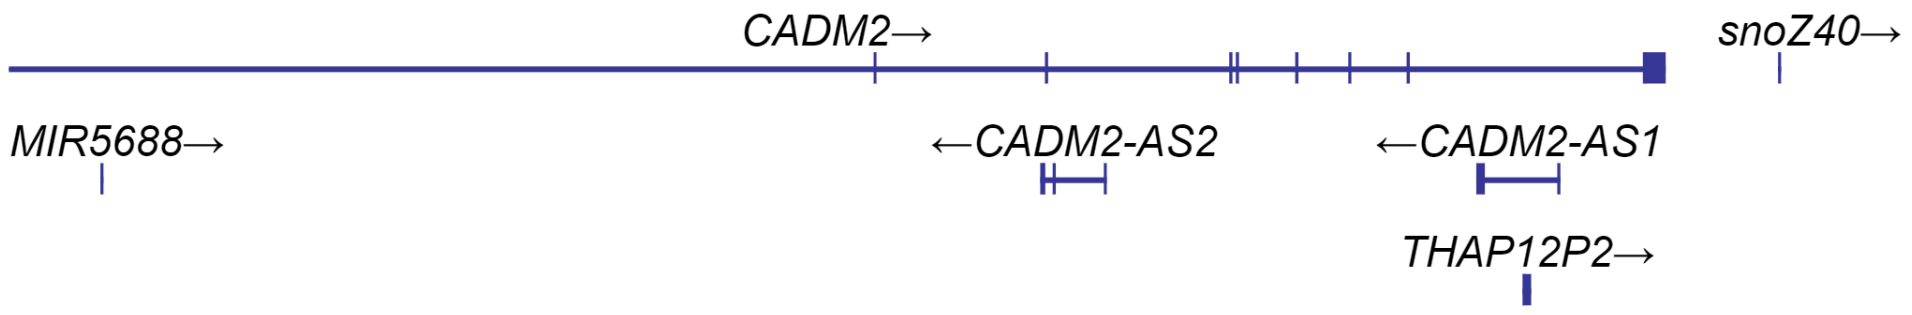 CADM2→ snoZ40→
MIR5688→ ←CADM2-AS2 ←CADM2-AS1
THAP12P2→